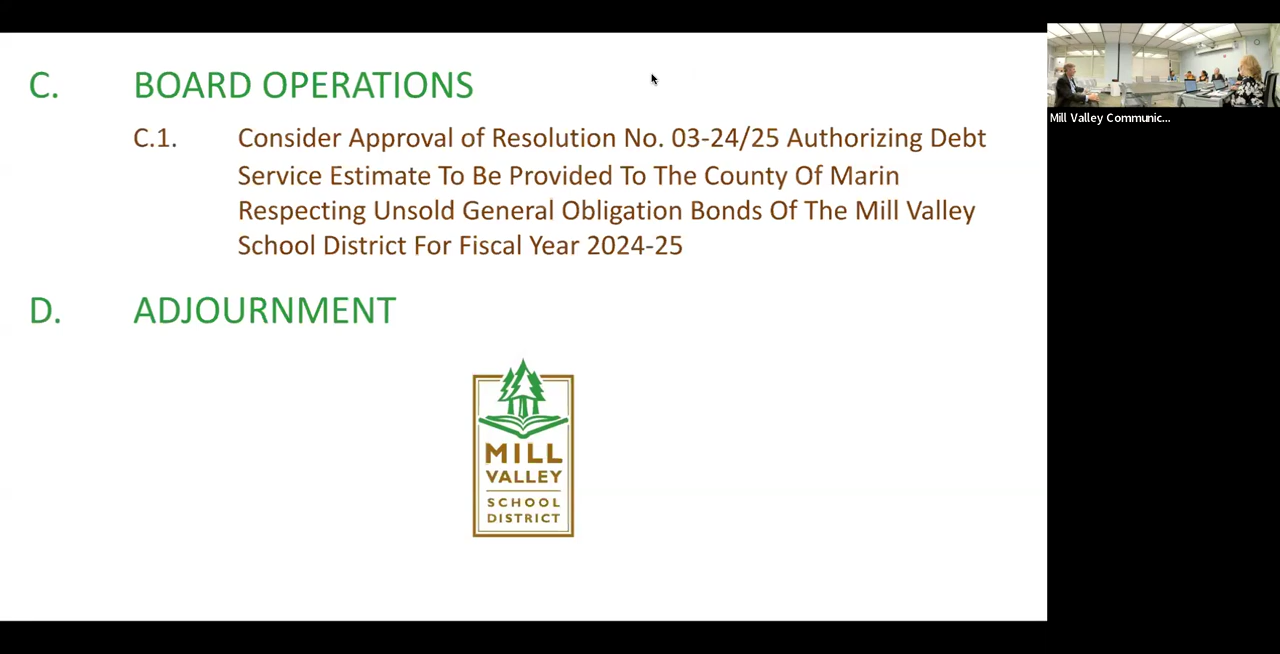 C. BOARD OPERATIONS
C.1. Consider Approval of Resolution No. 03-24/25 Authorizing Debt
Service Estimate To Be Provided To The County Of Marin
Respecting Unsold General Obligation Bonds Of The Mill Valley
School District For Fiscal Year 2024-25
D. ADJOURNMENT
MILL
VALLEY
SCHOOL
DISTRICT
Mill Valley Communic...